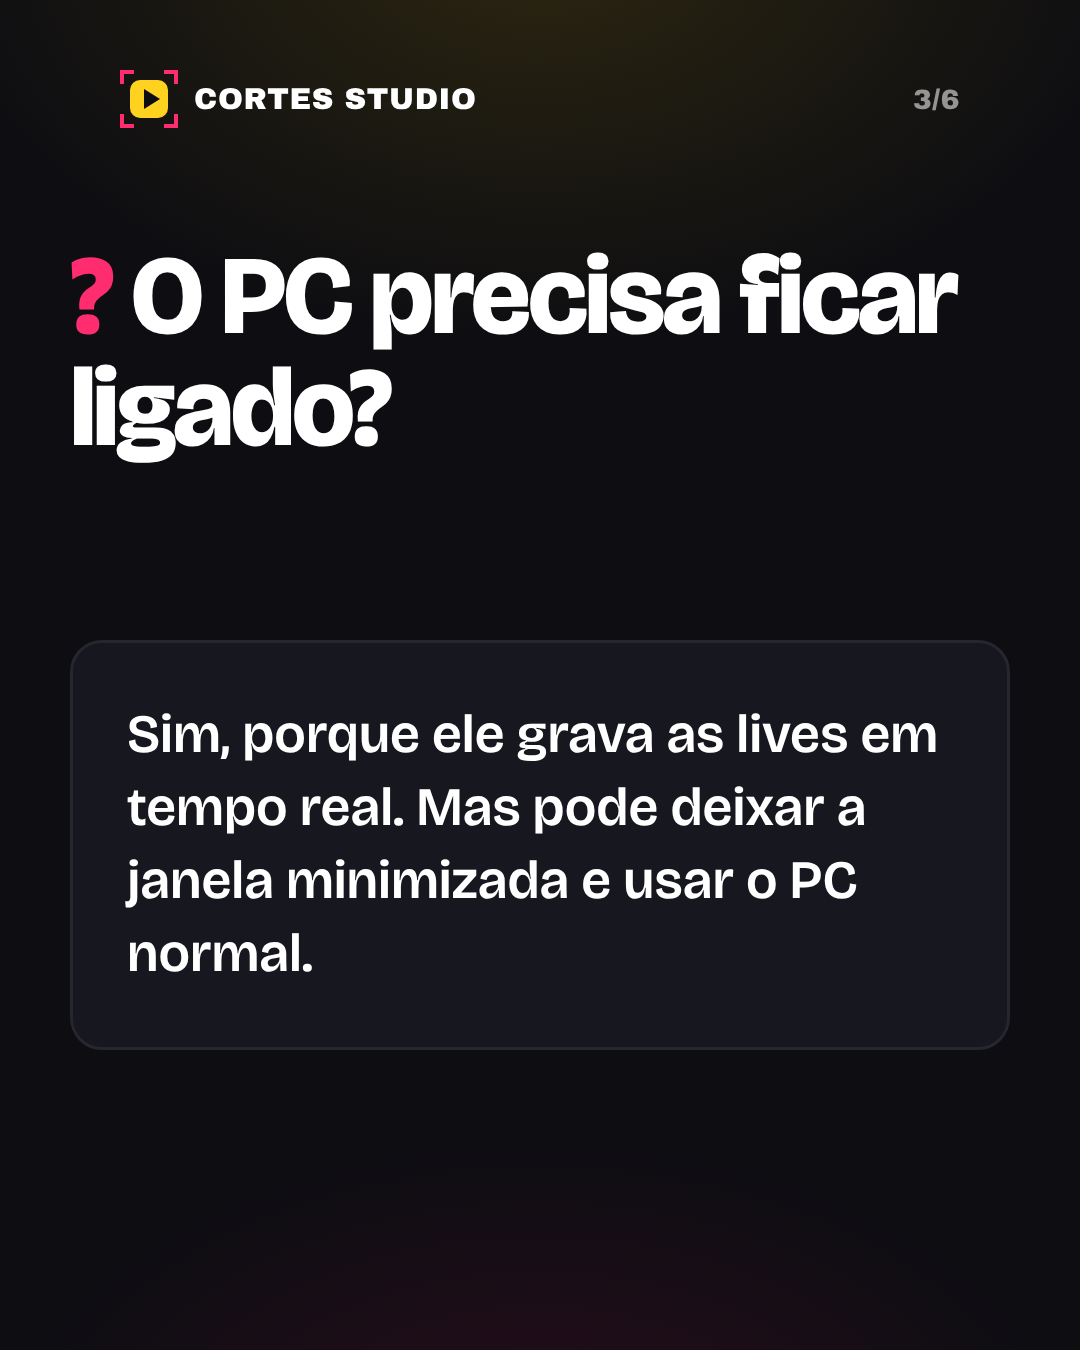 CORTES STUDIO
3/6
? O PC precisa ficar
ligado?
Sim, porque ele grava as lives em
tempo real. Mas pode deixar a
janela minimizada e usar o PC
normal.